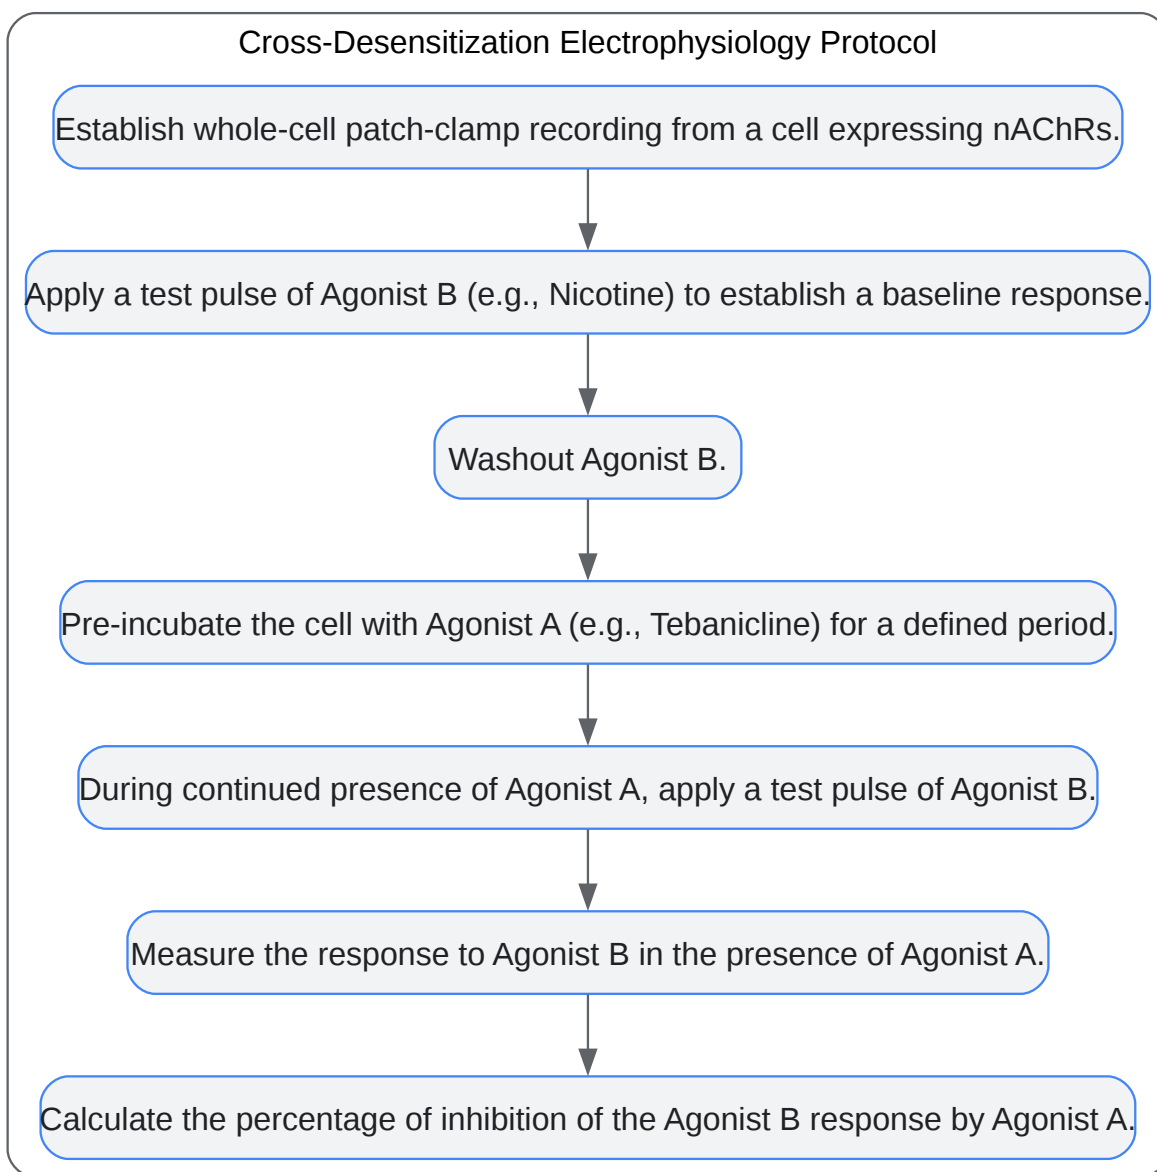 Cross-Desensitization Electrophysiology Protocol
Establish whole-cell patch-clamp recording from a cell expressing nAChRs.
Apply a test pulse of Agonist B (e.g., Nicotine) to establish a baseline response.
Washout Agonist B.
Pre-incubate the cell with Agonist A (e.g., Tebanicline) for a defined period.
During continued presence of Agonist A, apply a test pulse of Agonist B.
Measure the response to Agonist B in the presence of Agonist A.
Calculate the percentage of inhibition of the Agonist B response by Agonist A.